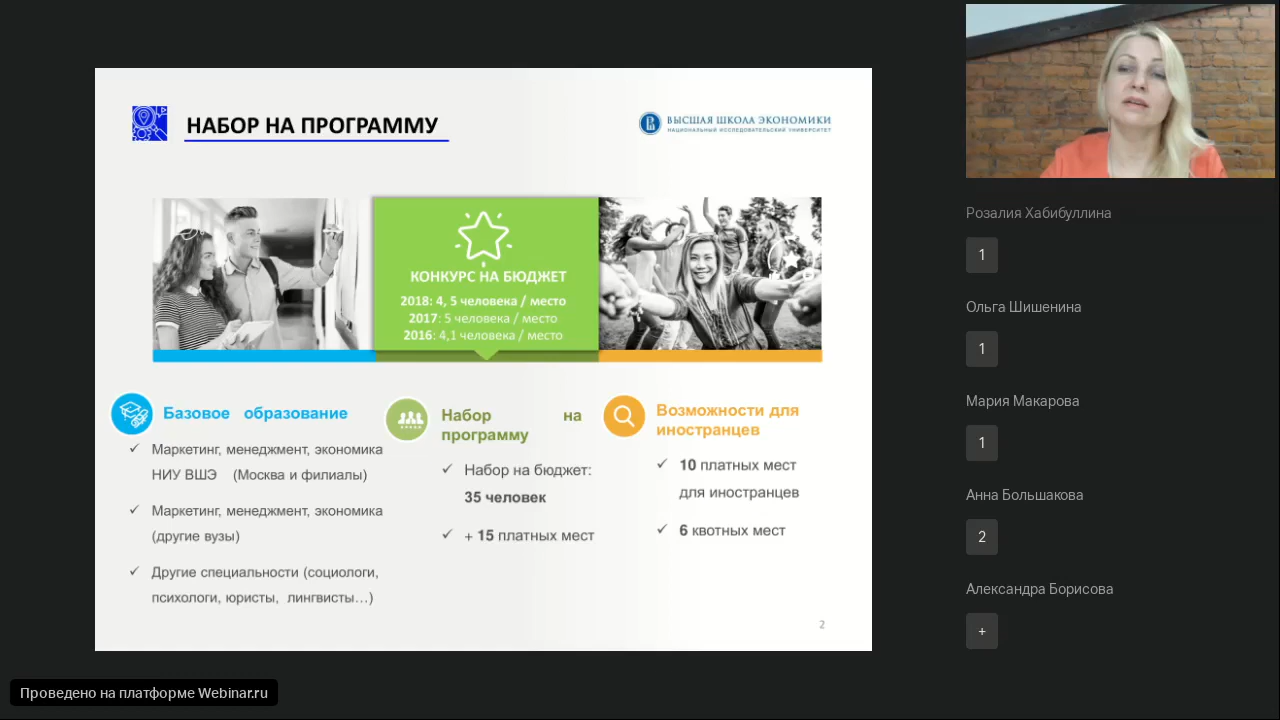 НАБОР НА ПРОГРАММУ
ВЫСШАЯ ШКОЛА ЭКОНОМИКИ
НАЦИОНАЛЬНЫЙ ИССЛЕДОВАТЕЛЬСКИЙ УНИВЕРСИТЕТ
КОНКУРС НА БЮДЖЕТ
2018: 4, 5 человека / место
2017: 5 человека / место
2016: 4,1 человека / место
Базовое образование
✓ Маркетинг, менеджмент, экономика
НИУ ВШЭ (Москва и филиалы)
✓ Маркетинг, менеджмент, экономика
(другие вузы)
✓ Другие специальности (социологи,
психологи, юристы, лингвисты…)
Набор на
программу
✓ Набор на бюджет:
35 человек
✓ + 15 платных мест
Возможности для
иностранцев
✓ 10 платных мест
для иностранцев
✓ 6 квотных мест
2
Розалия Хабибуллина
1
Ольга Шишенина
1
Мария Макарова
1
Анна Большакова
2
Александра Борисова
+
Проведено на платформе Webinar.ru